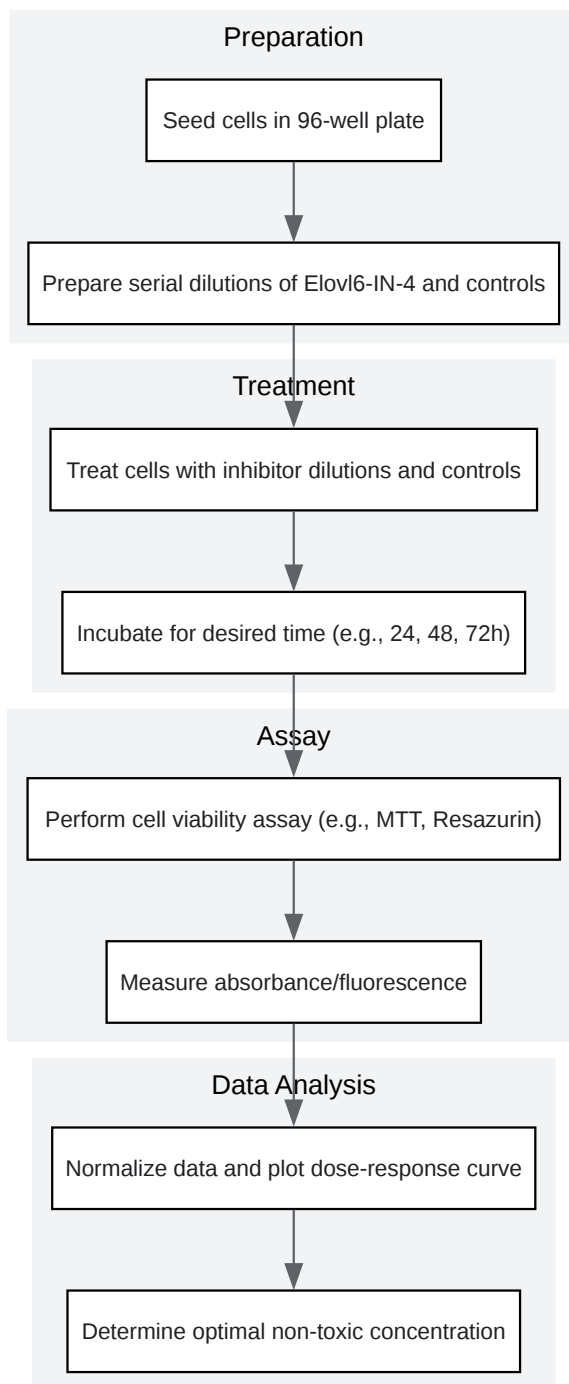 Preparation
Seed cells in 96-well plate
Prepare serial dilutions of Elovl6-IN-4 and controls
Treatment
Treat cells with inhibitor dilutions and controls
Incubate for desired time (e.g., 24, 48, 72h)
Assay
Perform cell viability assay (e.g., MTT, Resazurin)
Measure absorbance/fluorescence
Data Analysis
Normalize data and plot dose-response curve
Determine optimal non-toxic concentration